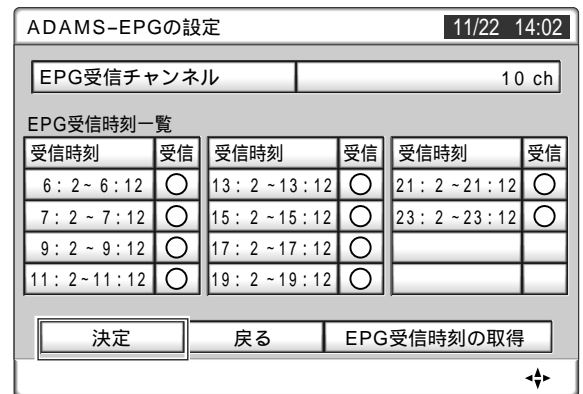 ADAMS-EPGの設定 11/22 14:02
EPG受信チャンネル 10 ch
EPG受信時刻一覧
受信時刻 受信 受信時刻 受信 受信時刻 受信
6: 2~ 6:12 ○ 13: 2~13:12 ○ 21: 2~21:12 ○
7: 2~ 7:12 ○ 15: 2~15:12 ○ 23: 2~23:12 ○
9: 2~ 9:12 ○ 17: 2~17:12 ○
11: 2~11:12 ○ 19: 2~19:12 ○
決定 戻る EPG受信時刻の取得